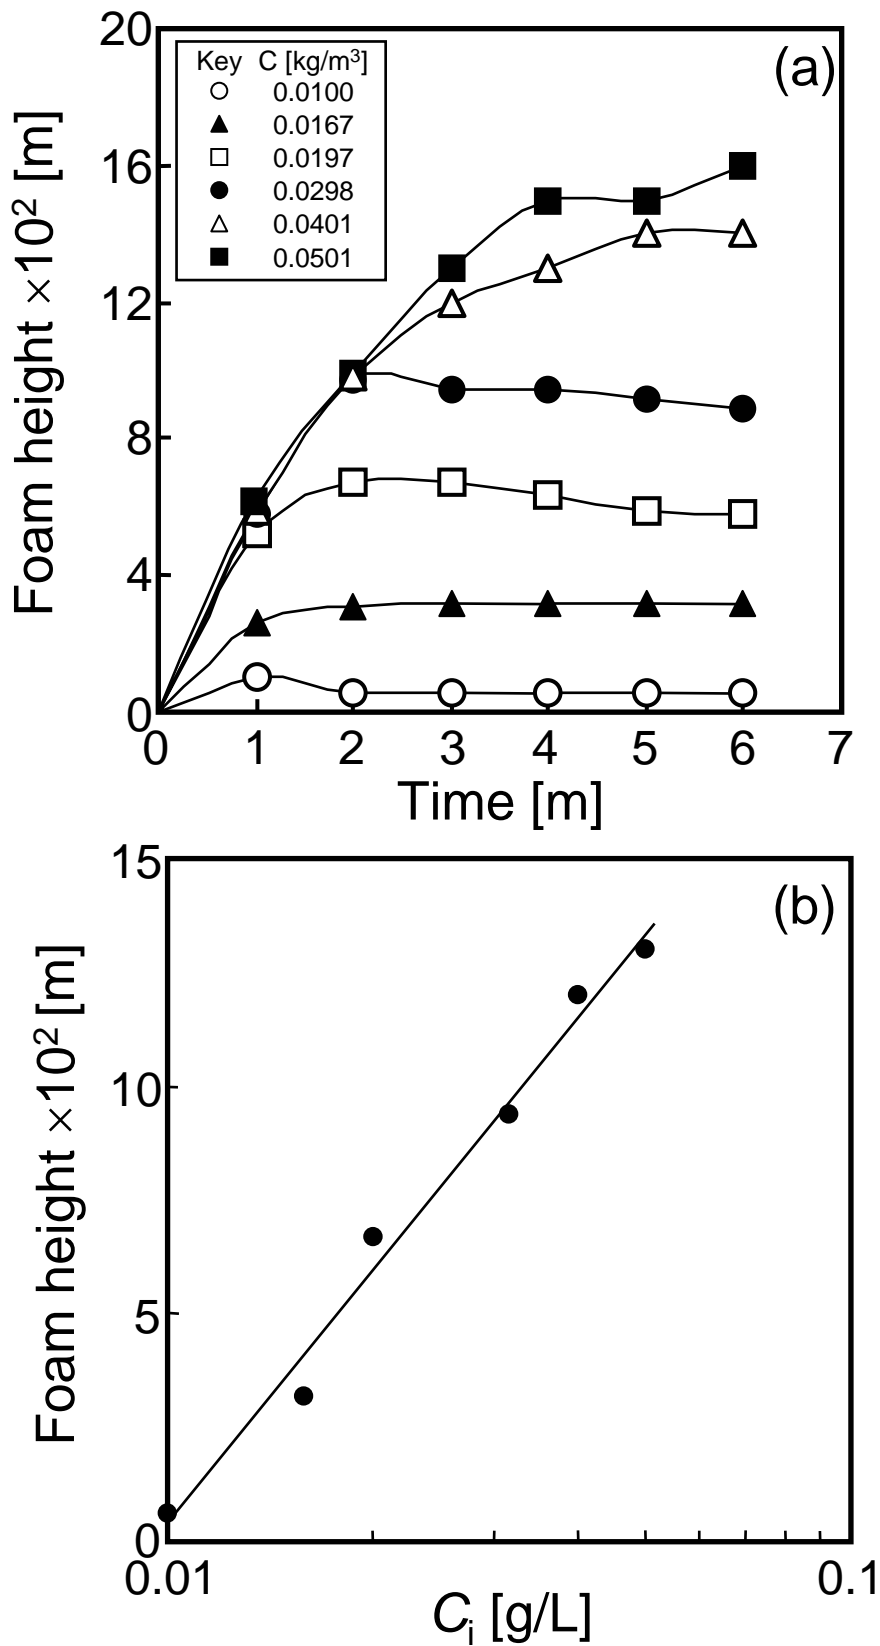 20
(a)
Key C [kg/m³]
0.0100
0.0167
0.0197
0.0298
0.0401
0.0501
16
12
8
4
0
Foam height ×10² [m]
0 1 2 3 4 5 6 7
Time [m]
15
(b)
10
5
0
Foam height ×10² [m]
0.01 0.1
Cᵢ [g/L]